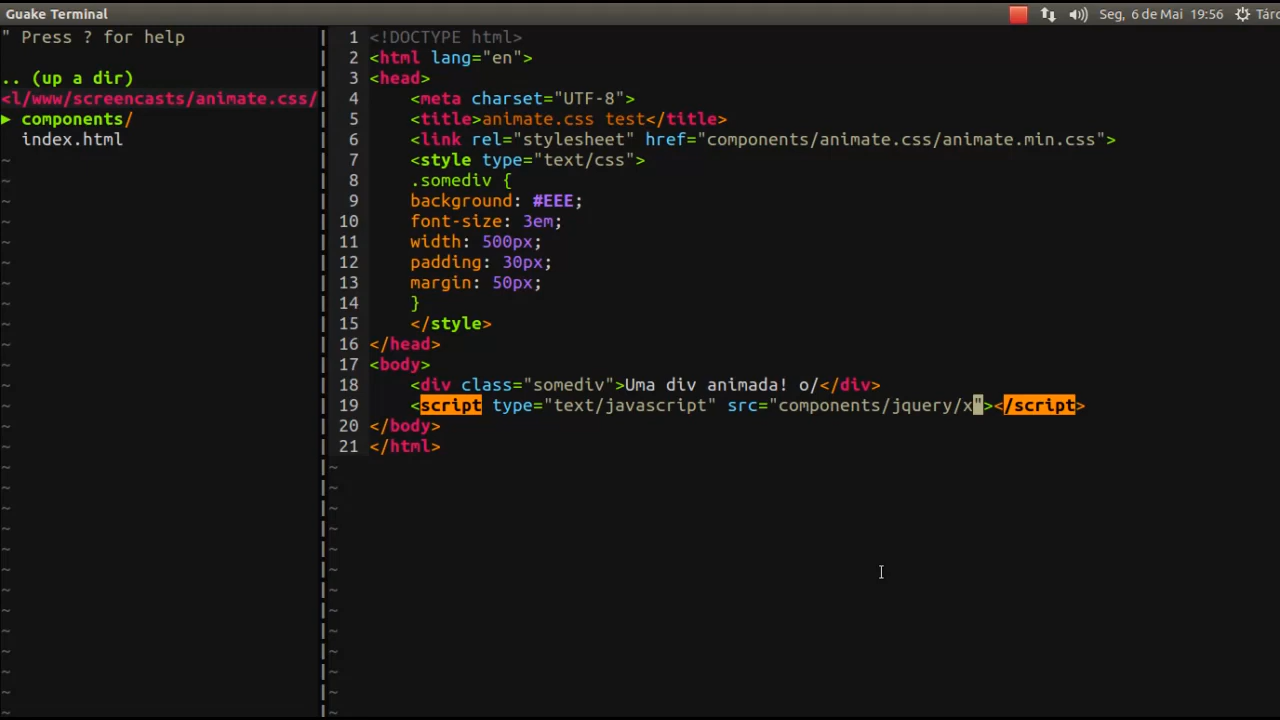 Guake Terminal
Seg, 6 de Mai 19:56 Tárc
" Press ? for help
.. (up a dir)
<l/www/screencasts/animate.css/
▸ components/
index.html
1 <!DOCTYPE html>
2 <html lang="en">
3 <head>
4     <meta charset="UTF-8">
5     <title>animate.css test</title>
6     <link rel="stylesheet" href="components/animate.css/animate.min.css">
7     <style type="text/css">
8     .somediv {
9     background: #EEE;
10     font-size: 3em;
11     width: 500px;
12     padding: 30px;
13     margin: 50px;
14     }
15     </style>
16 </head>
17 <body>
18     <div class="somediv">Uma div animada! o/</div>
19     <script type="text/javascript" src="components/jquery/x"></script>
20 </body>
21 </html>